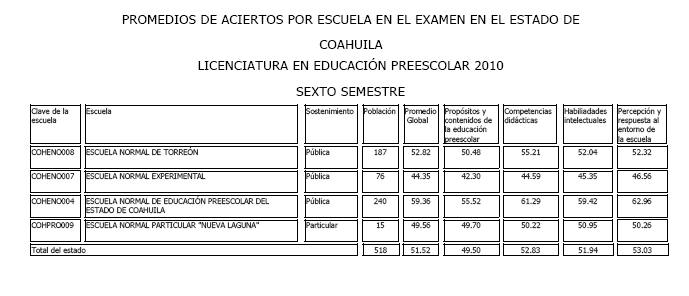 PROMEDIOS DE ACIERTOS POR ESCUELA EN EL EXAMEN EN EL ESTADO DE
COAHUILA
LICENCIATURA EN EDUCACIÓN PREESCOLAR 2010
SEXTO SEMESTRE
Clave de la escuela Escuela Sostenimiento Población Promedio Global Propósitos y contenidos de la educación preescolar Competencias didácticas Habiliadades intelectuales Percepción y respuesta al entorno de la escuela
COHENO008 ESCUELA NORMAL DE TORREÓN Pública 187 52.82 50.48 55.21 52.04 52.32
COHENO007 ESCUELA NORMAL EXPERIMENTAL Pública 76 44.35 42.30 44.59 45.35 46.56
COHENO004 ESCUELA NORMAL DE EDUCACIÓN PREESCOLAR DEL ESTADO DE COAHUILA Pública 240 59.36 55.52 61.29 59.42 62.96
COHPRO009 ESCUELA NORMAL PARTICULAR "NUEVA LAGUNA" Particular 15 49.56 49.70 50.22 50.95 50.26
Total del estado 518 51.52 49.50 52.83 51.94 53.03